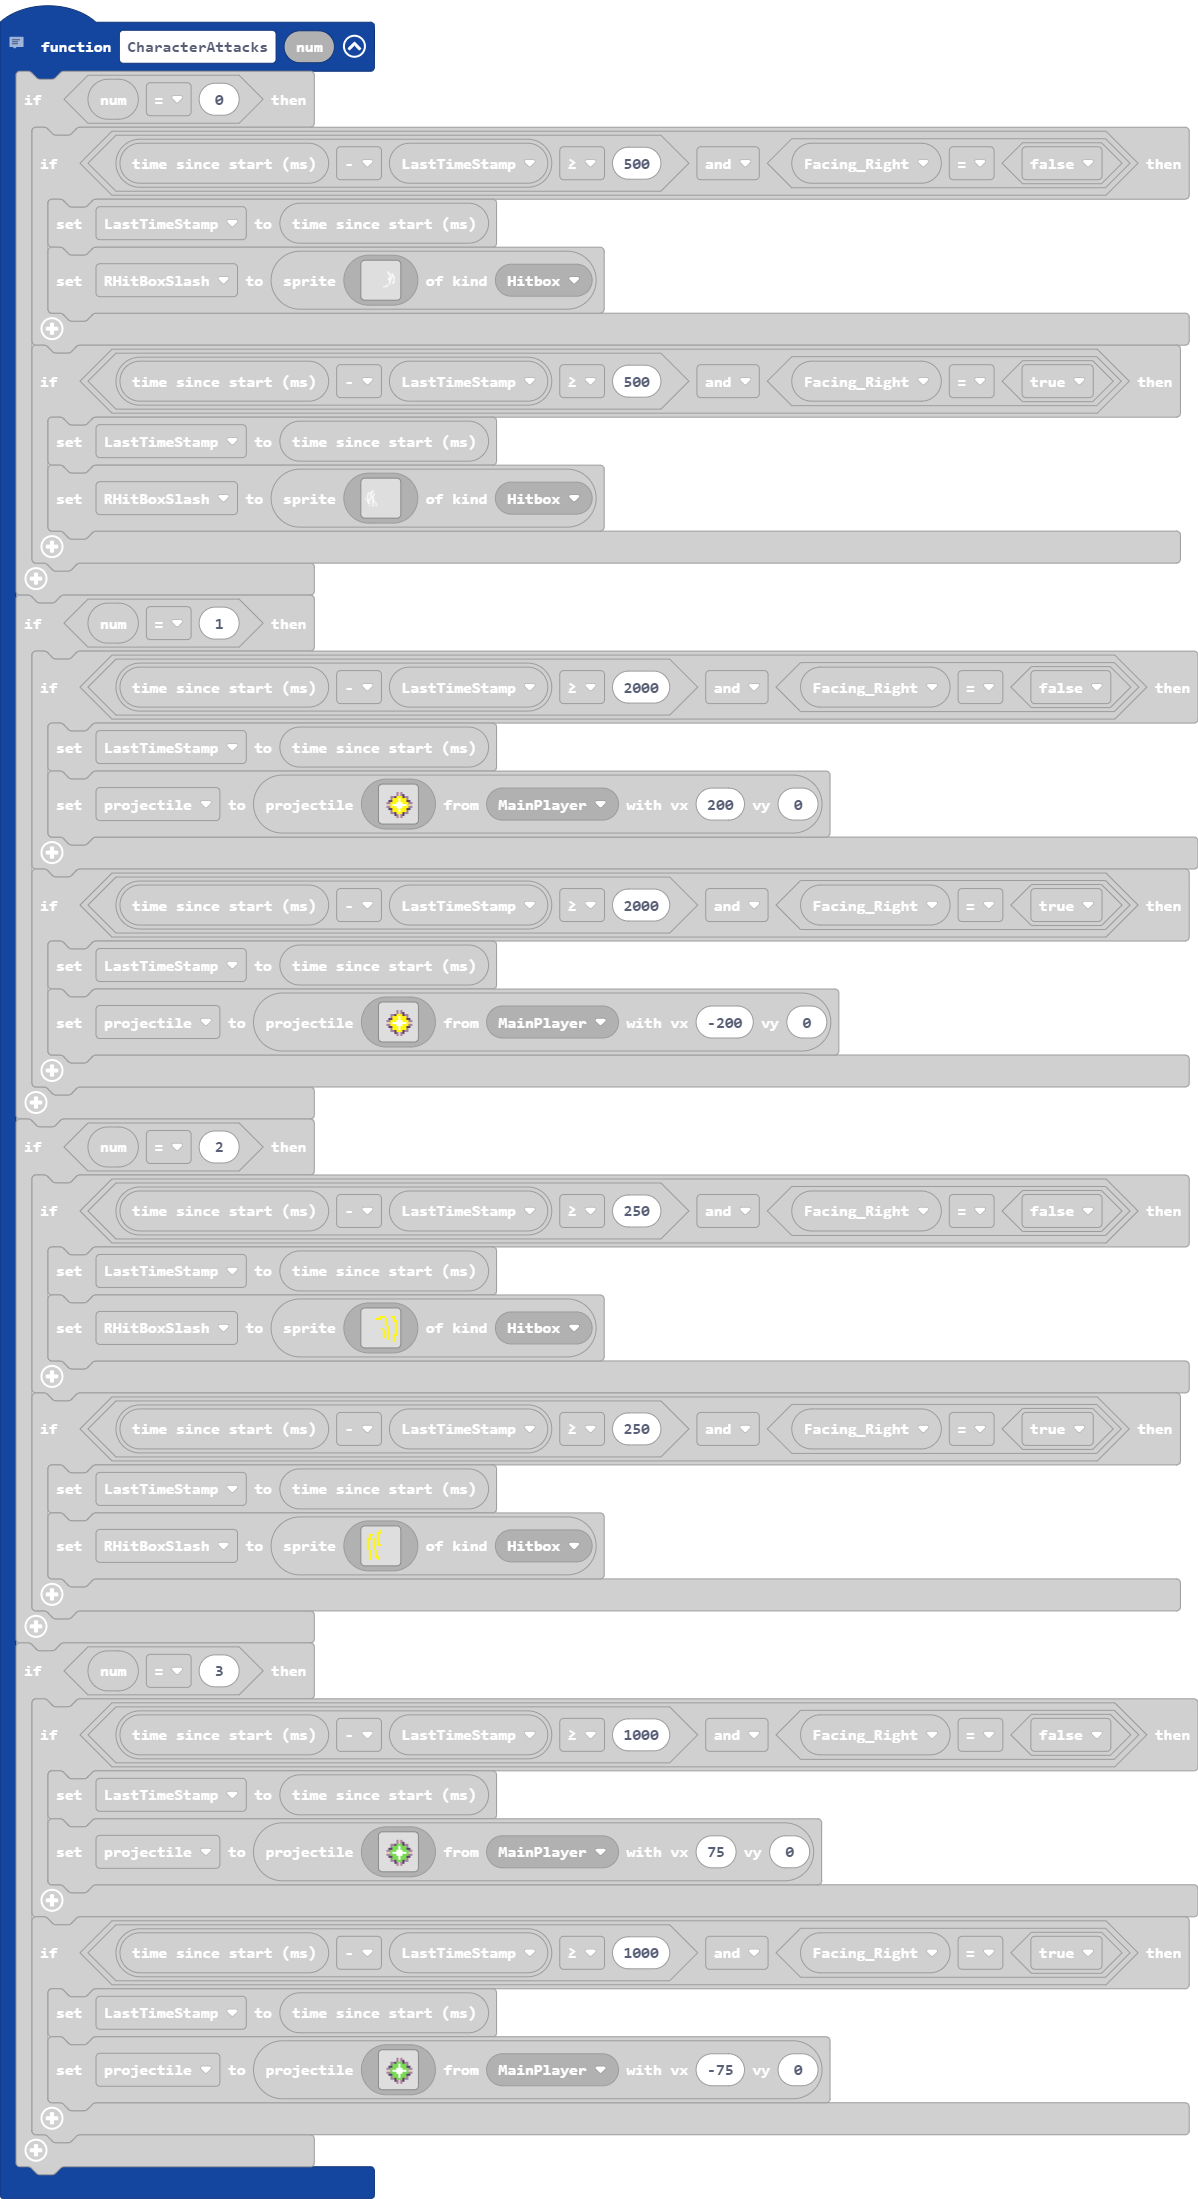 function CharacterAttacks num
if num = 0 then
if time since start (ms) - LastTimeStamp ≥ 500 and Facing_Right = false then
set LastTimeStamp to time since start (ms)
set RHitBoxSlash to sprite of kind Hitbox
if time since start (ms) - LastTimeStamp ≥ 500 and Facing_Right = true then
set LastTimeStamp to time since start (ms)
set RHitBoxSlash to sprite of kind Hitbox
if num = 1 then
if time since start (ms) - LastTimeStamp ≥ 2000 and Facing_Right = false then
set LastTimeStamp to time since start (ms)
set projectile to projectile from MainPlayer with vx 200 vy 0
if time since start (ms) - LastTimeStamp ≥ 2000 and Facing_Right = true then
set LastTimeStamp to time since start (ms)
set projectile to projectile from MainPlayer with vx -200 vy 0
if num = 2 then
if time since start (ms) - LastTimeStamp ≥ 250 and Facing_Right = false then
set LastTimeStamp to time since start (ms)
set RHitBoxSlash to sprite of kind Hitbox
if time since start (ms) - LastTimeStamp ≥ 250 and Facing_Right = true then
set LastTimeStamp to time since start (ms)
set RHitBoxSlash to sprite of kind Hitbox
if num = 3 then
if time since start (ms) - LastTimeStamp ≥ 1000 and Facing_Right = false then
set LastTimeStamp to time since start (ms)
set projectile to projectile from MainPlayer with vx 75 vy 0
if time since start (ms) - LastTimeStamp ≥ 1000 and Facing_Right = true then
set LastTimeStamp to time since start (ms)
set projectile to projectile from MainPlayer with vx -75 vy 0